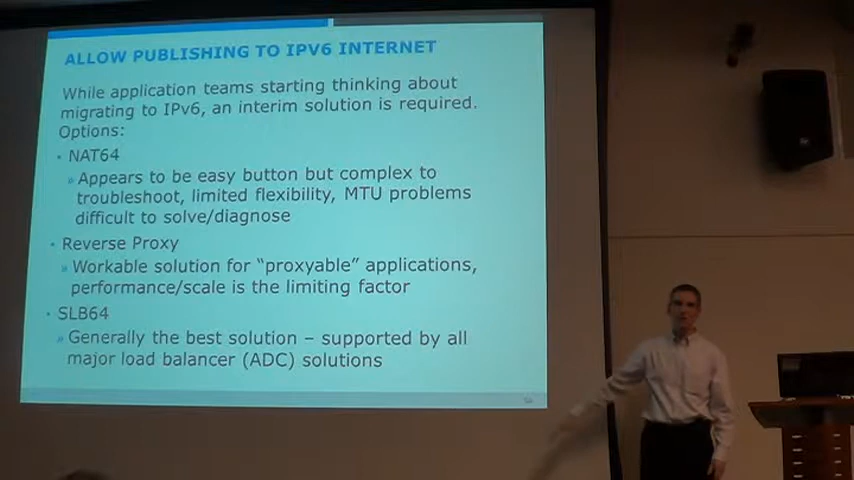 ALLOW PUBLISHING TO IPV6 INTERNET
While application teams starting thinking about
migrating to IPv6, an interim solution is required.
Options:
• NAT64
» Appears to be easy button but complex to
troubleshoot, limited flexibility, MTU problems
difficult to solve/diagnose
• Reverse Proxy
» Workable solution for “proxyable” applications,
performance/scale is the limiting factor
• SLB64
» Generally the best solution – supported by all
major load balancer (ADC) solutions